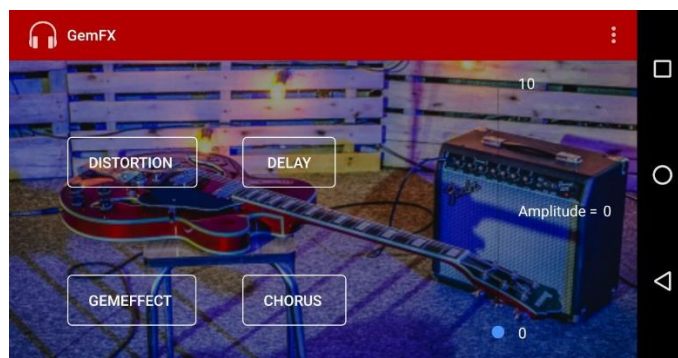 GemFX
10
DISTORTION
DELAY
Amplitude = 0
GEMEFFECT
CHORUS
0